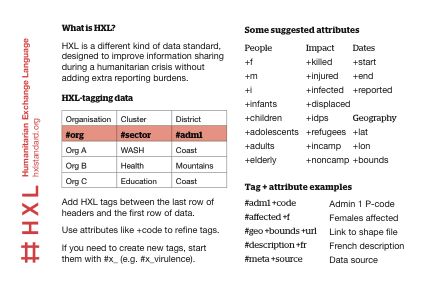 #HXL
Humanitarian Exchange Language
hxlstandard.org
What is HXL?
HXL is a different kind of data standard,
designed to improve information sharing
during a humanitarian crisis without
adding extra reporting burdens.
HXL-tagging data
Organisation Cluster District
#org #sector #adm1
Org A WASH Coast
Org B Health Mountains
Org C Education Coast
Add HXL tags between the last row of
headers and the first row of data.
Use attributes like +code to refine tags.
If you need to create new tags, start
them with #x_ (e.g. #x_virulence).
Some suggested attributes
People Impact Dates
+f +killed +start
+m +injured +end
+i +infected +reported
+infants +displaced
+children +idps Geography
+adolescents +refugees +lat
+adults +incamp +lon
+elderly +noncamp +bounds
Tag + attribute examples
#adm1 +code Admin 1 P-code
#affected +f Females affected
#geo +bounds +url Link to shape file
#description +fr French description
#meta +source Data source